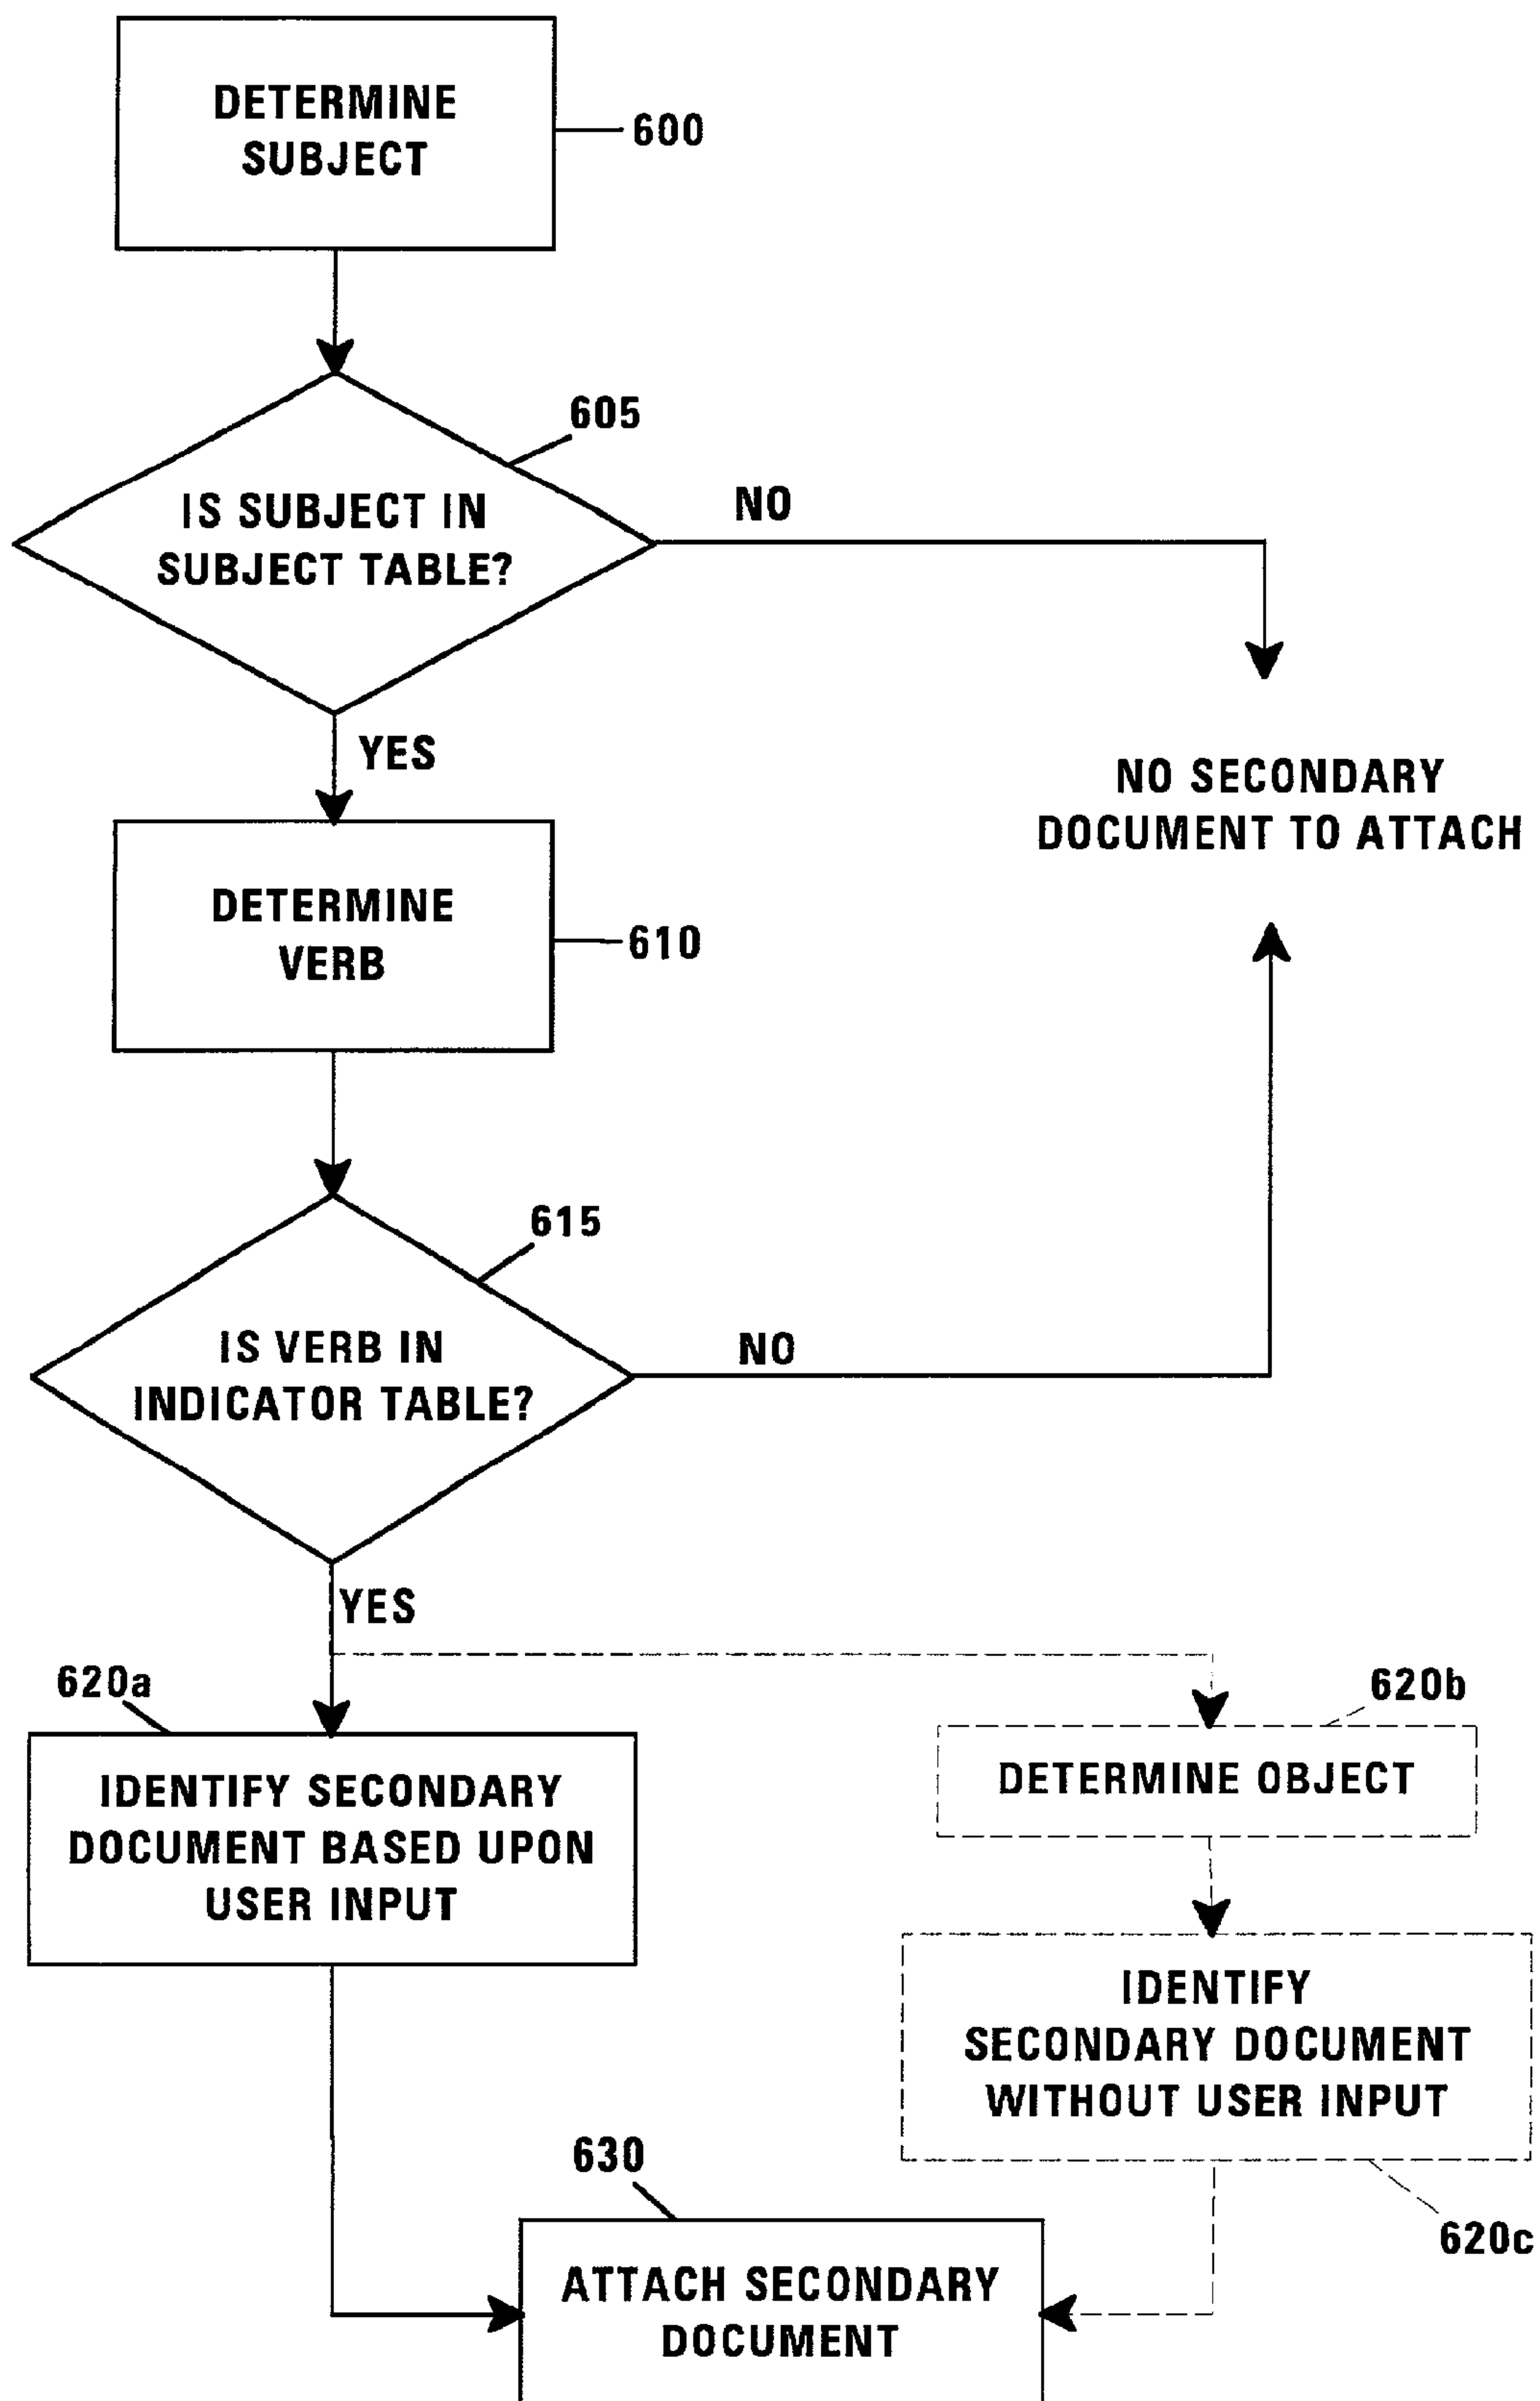 DETERMINE
SUBJECT
600
605
IS SUBJECT IN
SUBJECT TABLE?
NO
YES
NO SECONDARY
DOCUMENT TO ATTACH
DETERMINE
VERB
610
615
IS VERB IN
INDICATOR TABLE?
NO
YES
620a
620b
IDENTIFY SECONDARY
DOCUMENT BASED UPON
USER INPUT
DETERMINE OBJECT
IDENTIFY
SECONDARY DOCUMENT
WITHOUT USER INPUT
620c
630
ATTACH SECONDARY
DOCUMENT